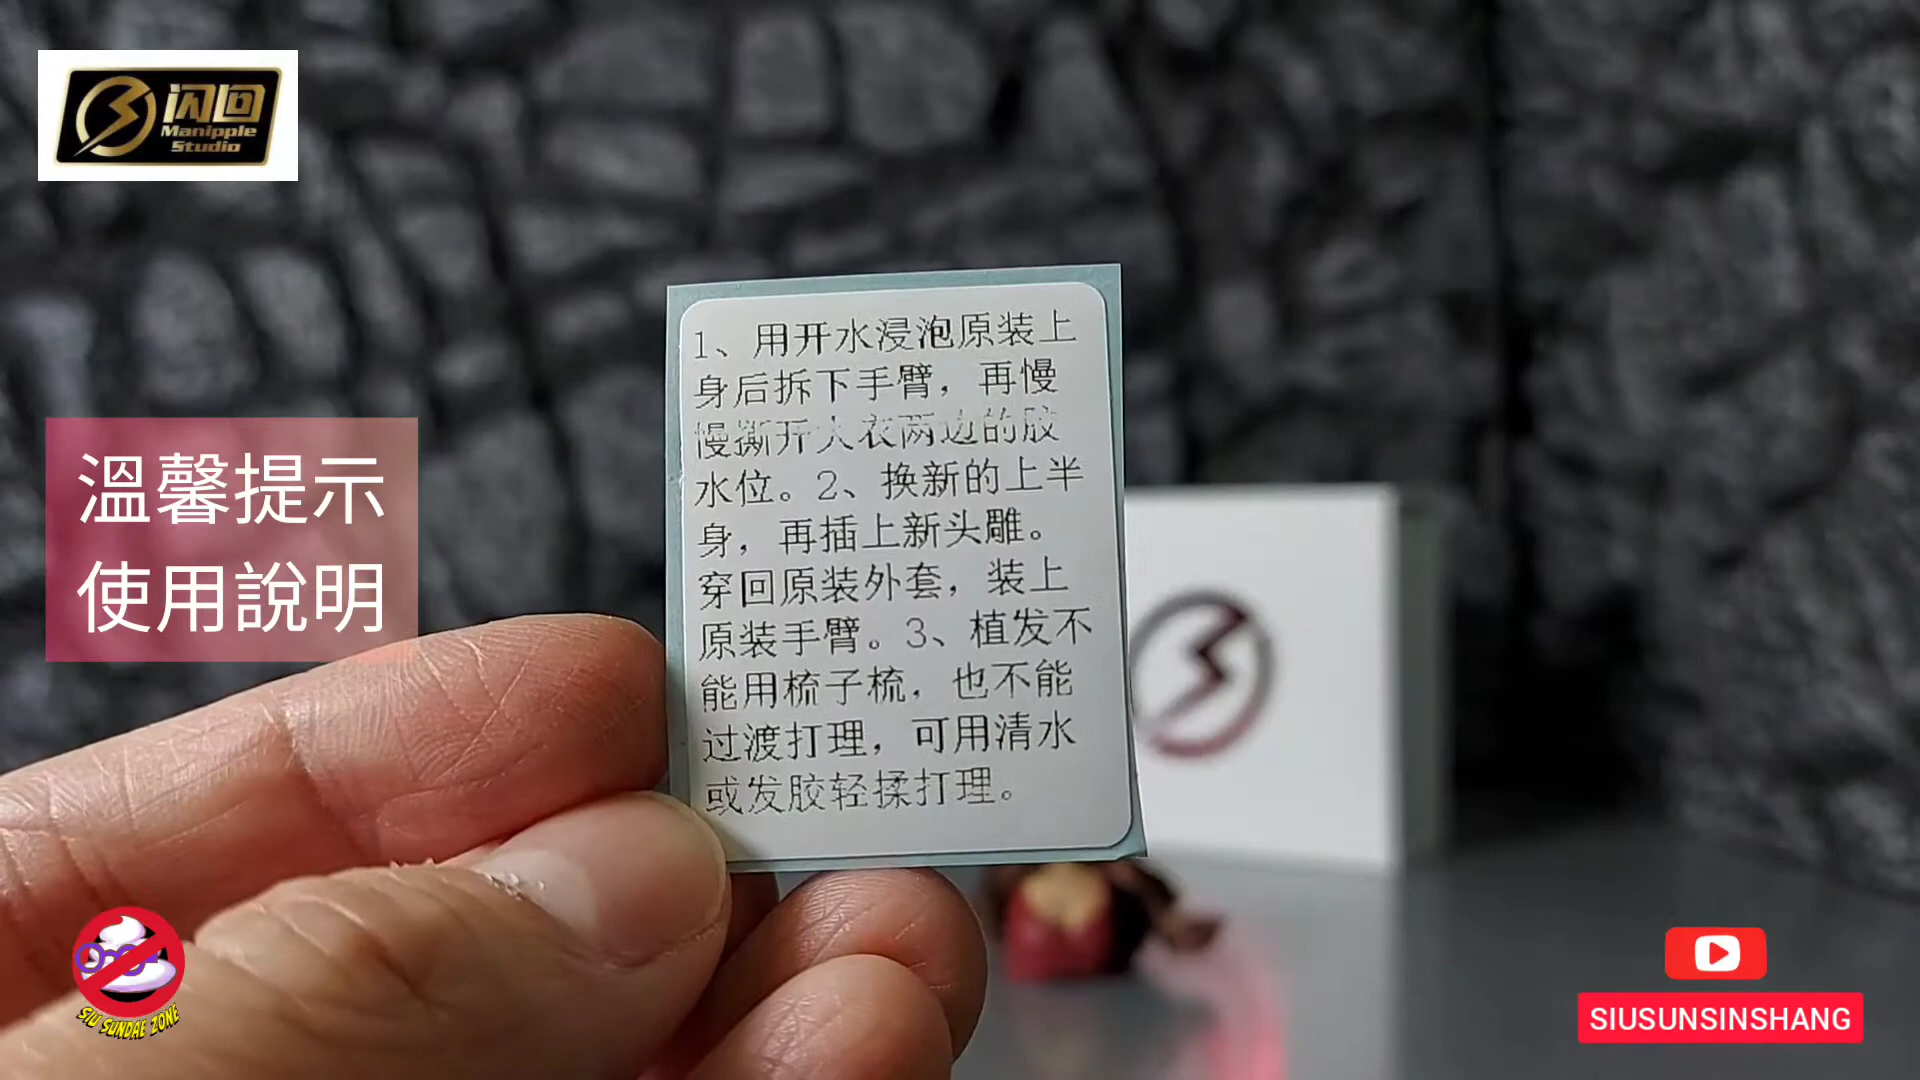 闪回
Manipple
Studio
溫馨提示
使用說明
1、用开水浸泡原装上
身后拆下手臂，再慢
慢撕开大衣两边的胶
水位。2、换新的上半
身，再插上新头雕。
穿回原装外套，装上
原装手臂。3、植发不
能用梳子梳，也不能
过渡打理，可用清水
或发胶轻揉打理。
SIU SUNDAE ZONE
SIUSUNSINSHANG